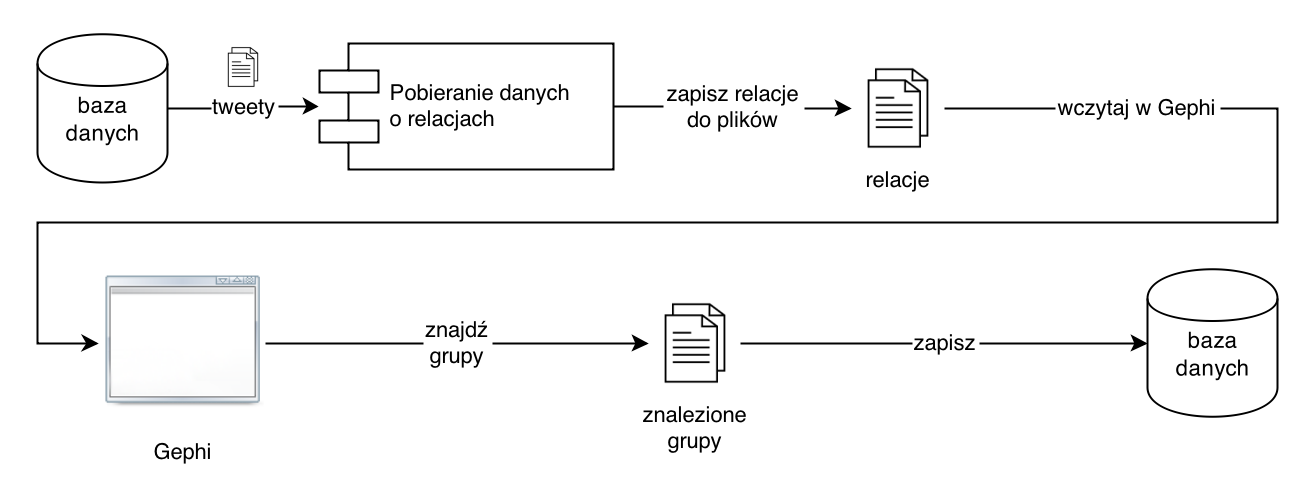 baza
danych
tweety
Pobieranie danych
o relacjach
zapisz relacje
do plików
relacje
wczytaj w Gephi
Gephi
znajdź
grupy
znalezione
grupy
zapisz
baza
danych